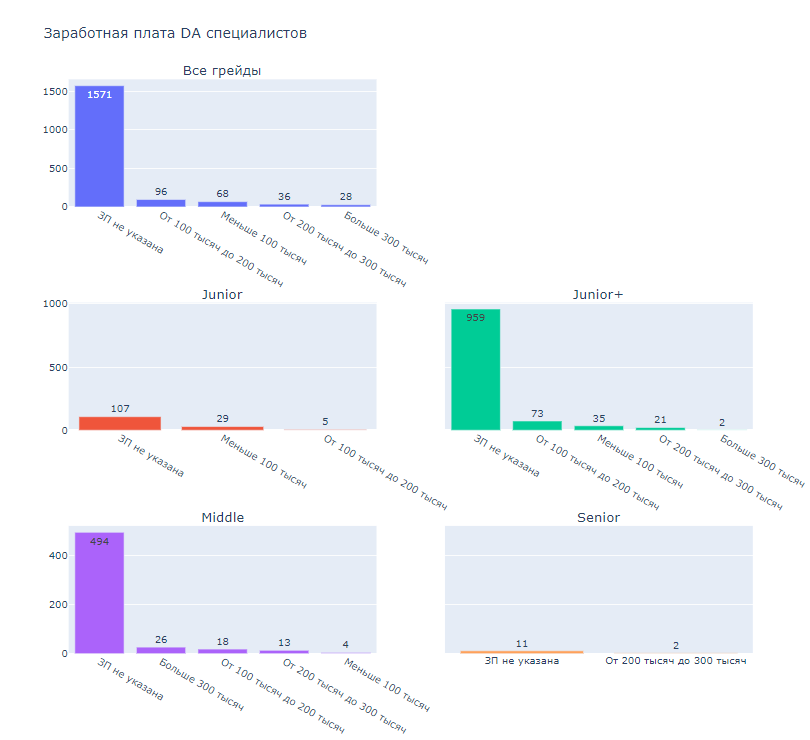 Заработная плата DA специалистов
Все грейды
1500
1000
500
0
1571
96
68
36
28
ЗП не указана
От 100 тысяч до 200 тысяч
Меньше 100 тысяч
От 200 тысяч до 300 тысяч
Больше 300 тысяч
Junior
1000
500
0
107
29
5
ЗП не указана
Меньше 100 тысяч
От 100 тысяч до 200 тысяч
Junior+
959
73
35
21
2
ЗП не указана
От 100 тысяч до 200 тысяч
Меньше 100 тысяч
От 200 тысяч до 300 тысяч
Больше 300 тысяч
Middle
400
200
0
494
26
18
13
4
ЗП не указана
Больше 300 тысяч
От 100 тысяч до 200 тысяч
От 200 тысяч до 300 тысяч
Меньше 100 тысяч
Senior
11
2
ЗП не указана
От 200 тысяч до 300 тысяч